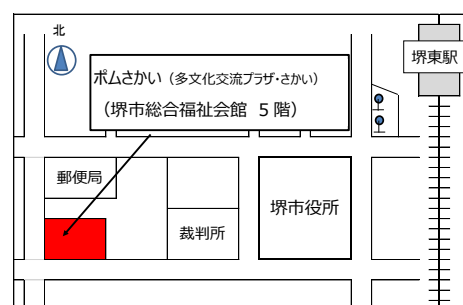 北
堺東駅
ポムさかい（多文化交流プラザ・さかい）
（堺市総合福祉会館 5階）
郵便局
堺市役所
裁判所